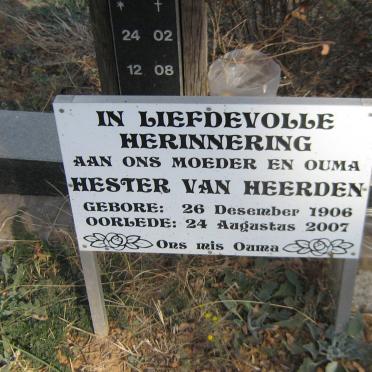 * †
24 02
12 08
IN LIEFDEVOLLE
HERINNERING
AAN ONS MOEDER EN OUMA
HESTER VAN HEERDEN
GEBORE: 26 Desember 1906
OORLEDE: 24 Augustus 2007
Ons mis Ouma